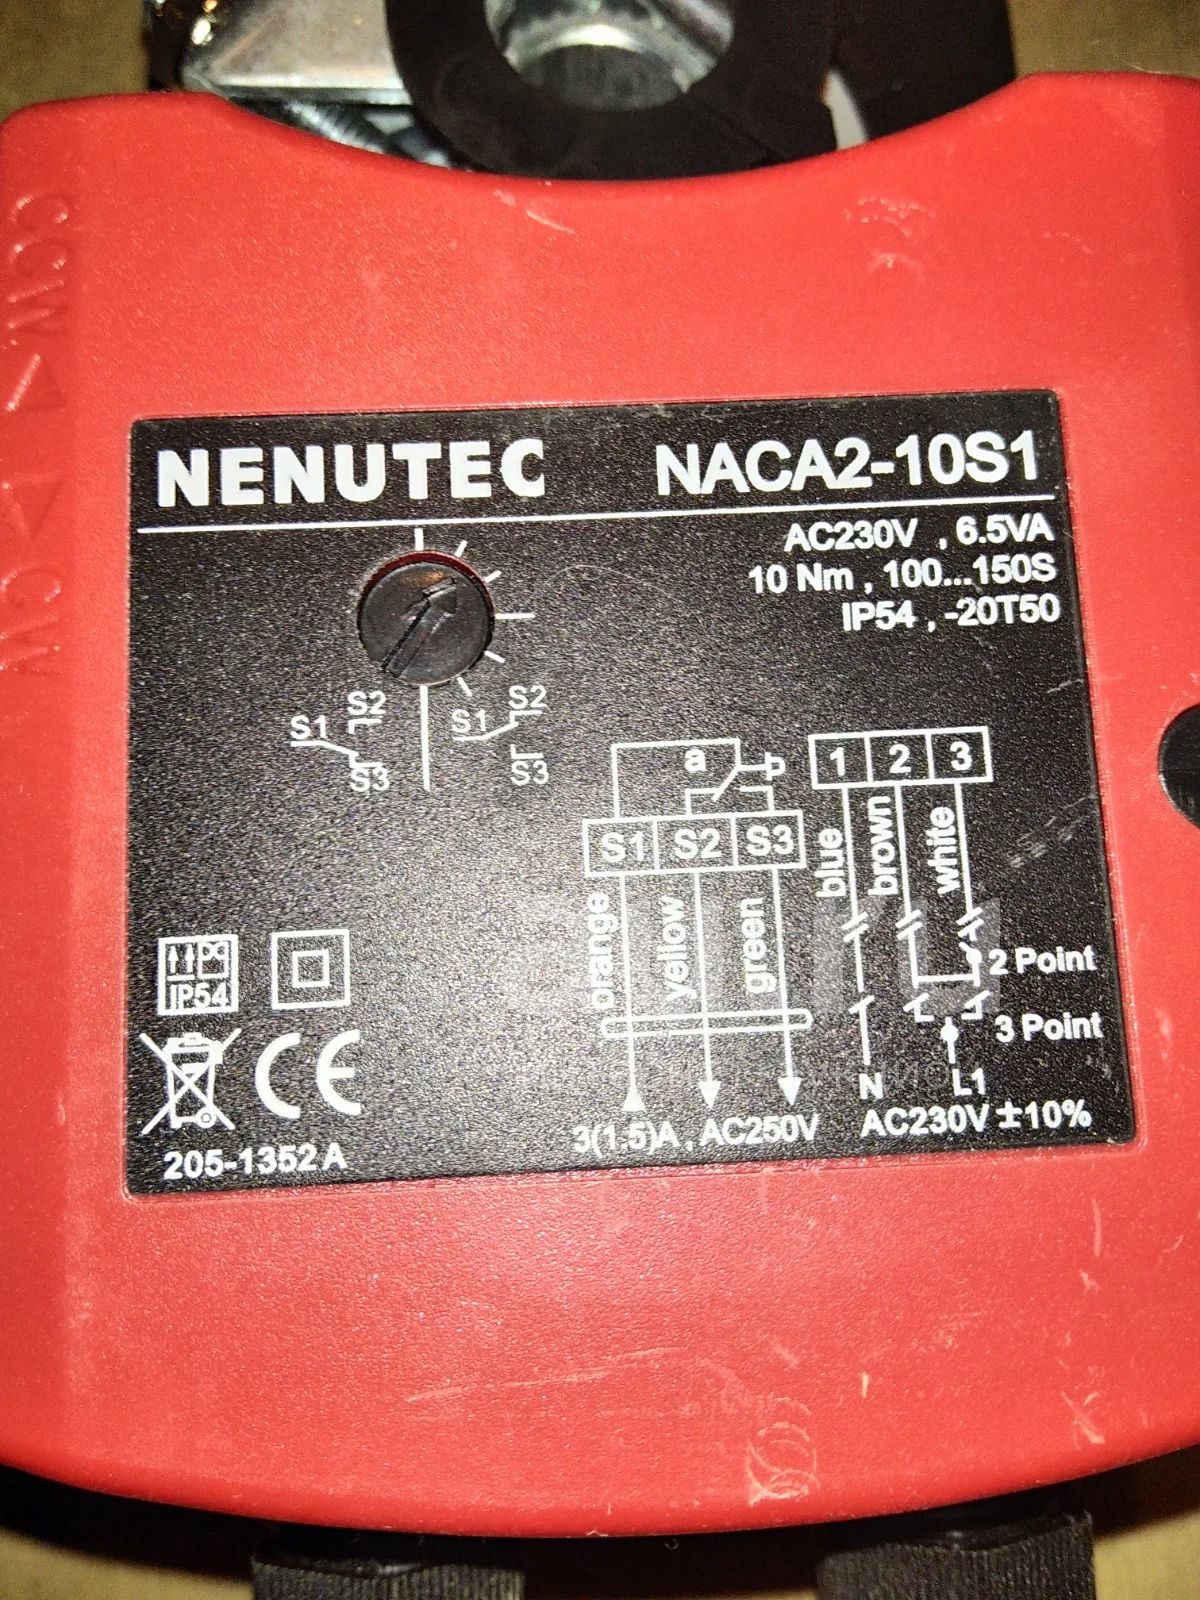 CCW
CW
NENUTEC
NACA2-10S1
AC230V , 6.5VA
10 Nm , 100...150S
IP54 , -20T50
S1 S2 S3
S1 S2 S3
a
S1 S2 S3
orange yellow green
3(1.5)A , AC250V
1 2 3
blue brown white
2 Point
3 Point
N L1
AC230V ±10%
IP54
CE
205-1352A